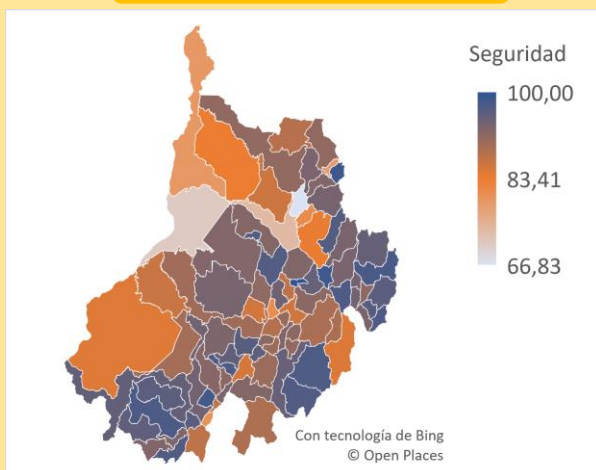 Seguridad
100,00
83,41
66,83
Con tecnología de Bing
© Open Places